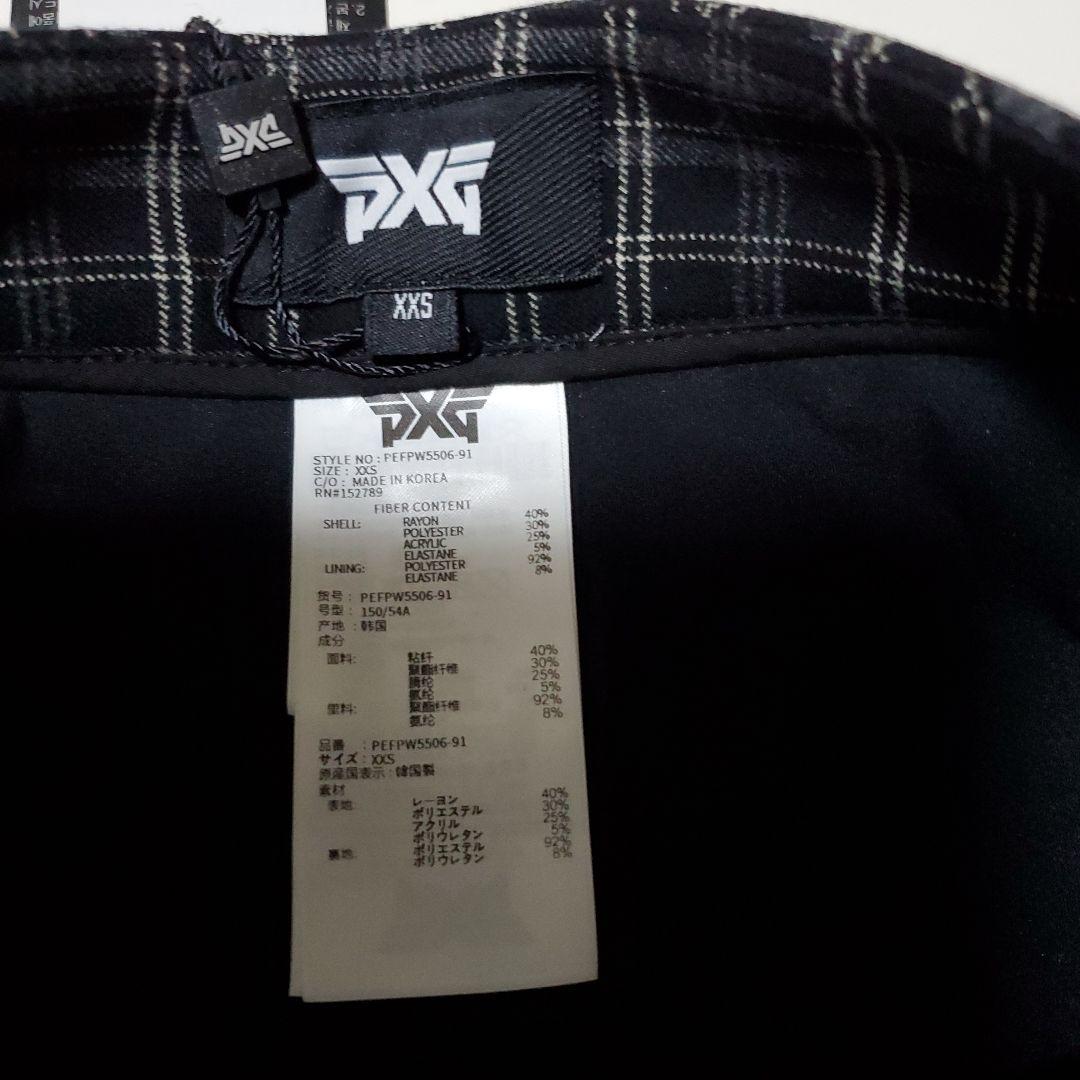 PXG
PXG
XXS
PXG
STYLE NO : PEFPW5506-91
SIZE : XXS
C/O : MADE IN KOREA
RN#152789
FIBER CONTENT
SHELL: RAYON 40%
POLYESTER 30%
ACRYLIC 25%
ELASTANE 5%
LINING: POLYESTER 92%
ELASTANE 8%
货号 : PEFPW5506-91
号型 : 150/54A
产地 : 韩国
成分
面料: 粘纤 40%
聚酯纤维 30%
腈纶 25%
氨纶 5%
里料: 聚酯纤维 92%
氨纶 8%
品番 : PEFPW5506-91
サイズ : XXS
原産国表示 : 韓国製
素材
表地: レーヨン 40%
ポリエステル 30%
アクリル 25%
ポリウレタン 5%
裏地: ポリエステル 92%
ポリウレタン 8%